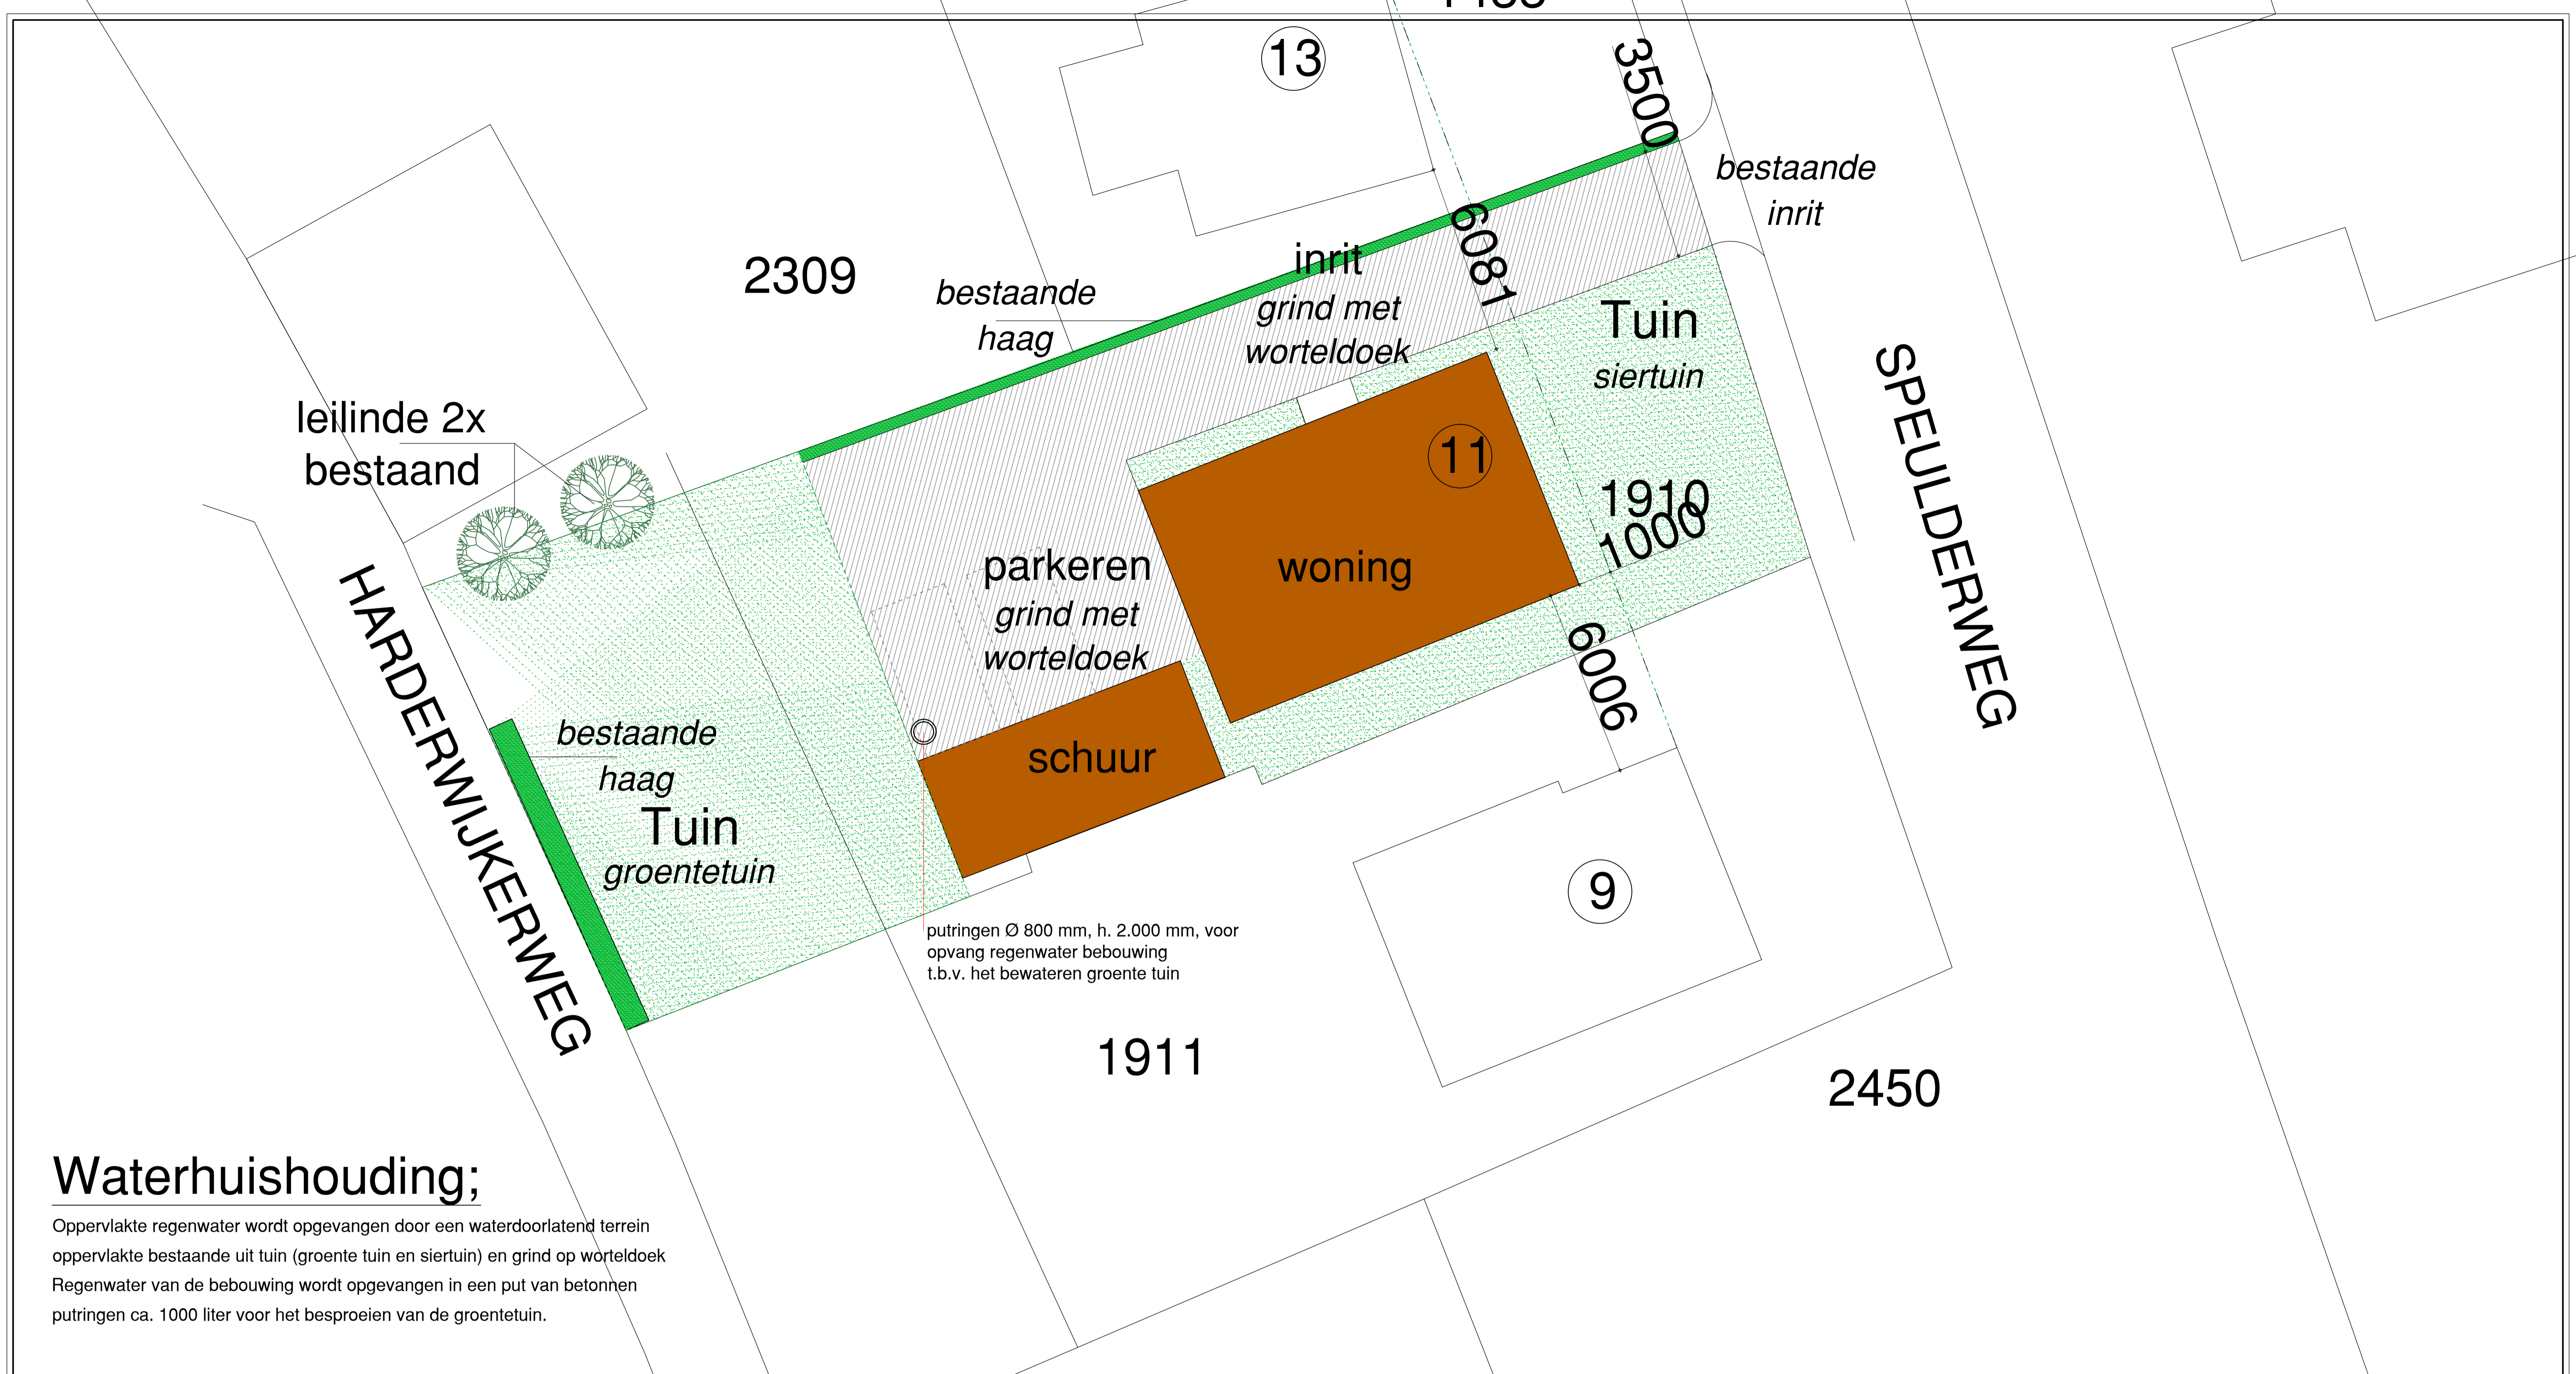 13
3500
bestaande
inrit
2309
6081
inrit
grind met
worteldoek
bestaande
haag
Tuin
siertuin
SPEULDERWEG
leilinde 2x
bestaand
11
1910
1000
woning
parkeren
grind met
worteldoek
HARDERWIJKERWEG
6006
bestaande
haag
schuur
Tuin
groentetuin
9
putringen Ø 800 mm, h. 2.000 mm, voor
opvang regenwater bebouwing
t.b.v. het bewateren groente tuin
1911
2450
Waterhuishouding;
Oppervlakte regenwater wordt opgevangen door een waterdoorlatend terrein
oppervlakte bestaande uit tuin (groente tuin en siertuin) en grind op worteldoek
Regenwater van de bebouwing wordt opgevangen in een put van betonnen
putringen ca. 1000 liter voor het besproeien van de groentetuin.